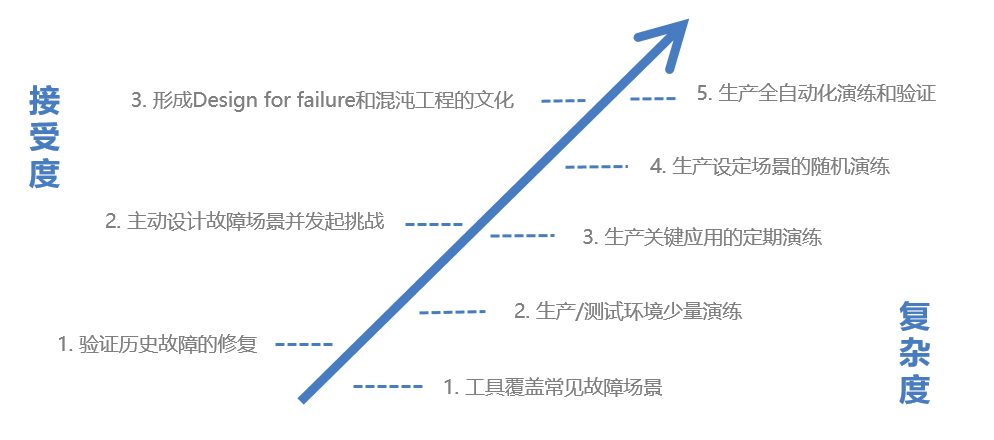 接受度
3. 形成Design for failure和混沌工程的文化
2. 主动设计故障场景并发起挑战
1. 验证历史故障的修复
5. 生产全自动化演练和验证
4. 生产设定场景的随机演练
3. 生产关键应用的定期演练
2. 生产/测试环境少量演练
1. 工具覆盖常见故障场景
复杂度